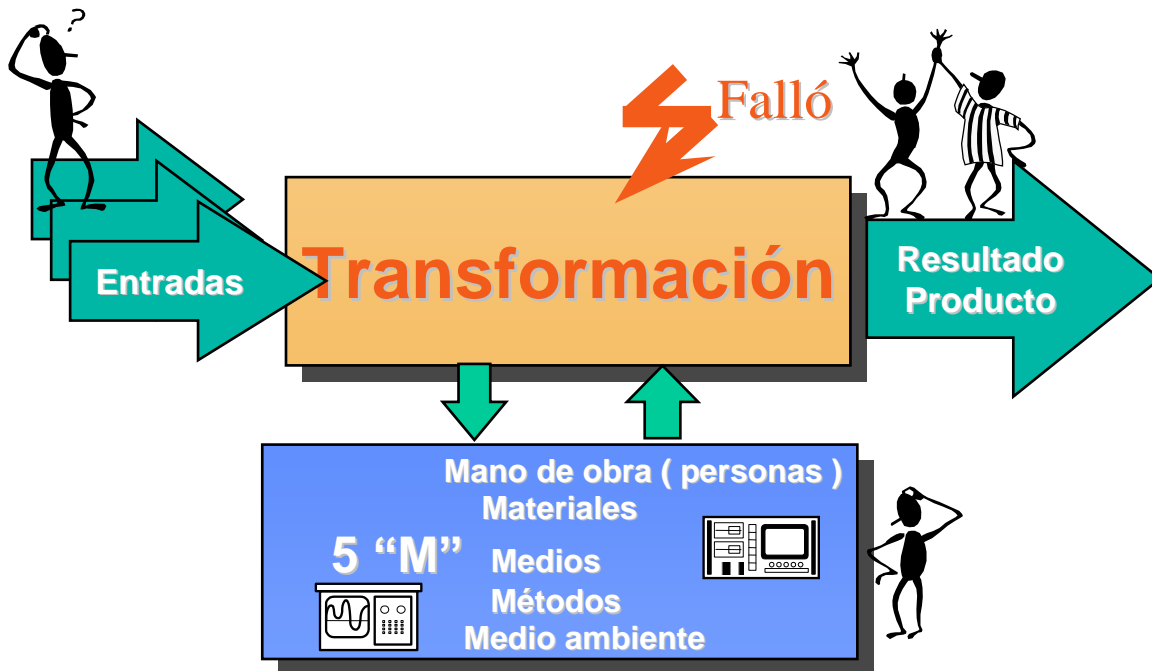 ?
Falló
Entradas
Transformación
Resultado
Producto
Mano de obra ( personas )
Materiales
5 “M”
Medios
Métodos
Medio ambiente